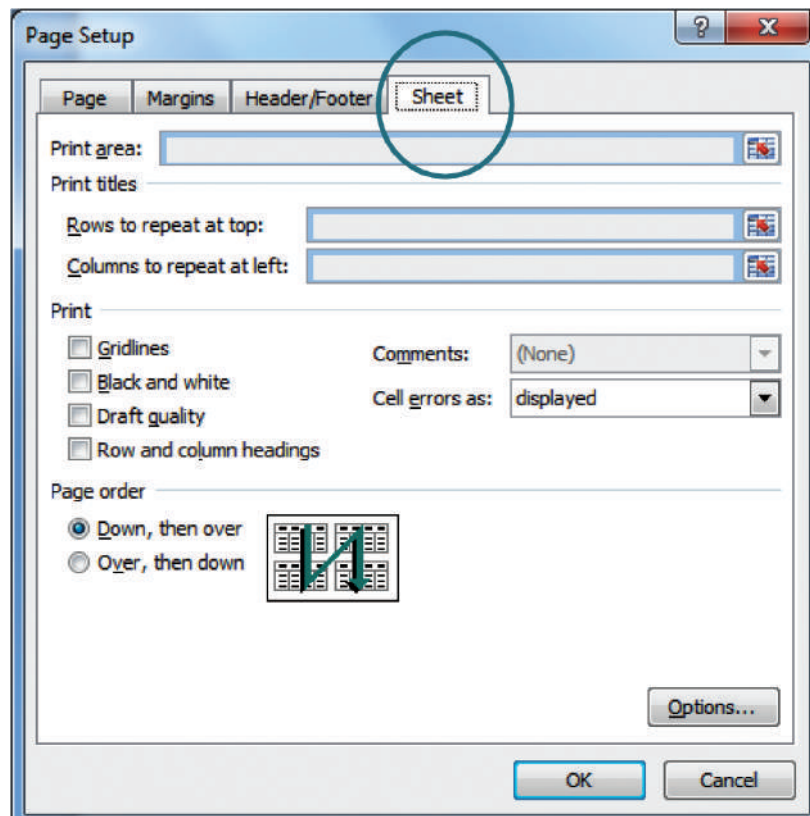 Page Setup
Page Margins Header/Footer Sheet
Print area:
Print titles
Rows to repeat at top:
Columns to repeat at left:
Print
Gridlines
Comments: (None)
Black and white
Cell errors as: displayed
Draft quality
Row and column headings
Page order
Down, then over
Over, then down
Options...
OK Cancel